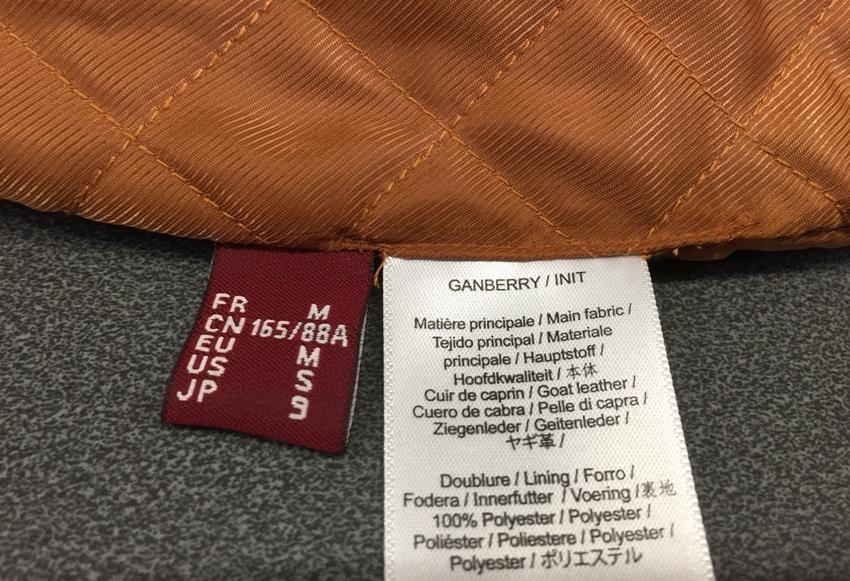 FR M
CN 165/88A
EU M
US S
JP 9
GANBERRY / INIT
Matière principale / Main fabric /
Tejido principal / Materiale
principale / Hauptstoff /
Hoofdkwaliteit / 本体
Cuir de caprin / Goat leather /
Cuero de cabra / Pelle di capra /
Ziegenleder / Geitenleder /
ヤギ革 /
Doublure / Lining / Forro /
Fodera / Innerfutter / Voering / 裏地
100% Polyester / Polyester /
Poliéster / Poliestere / Polyester /
Polyester / ポリエステル